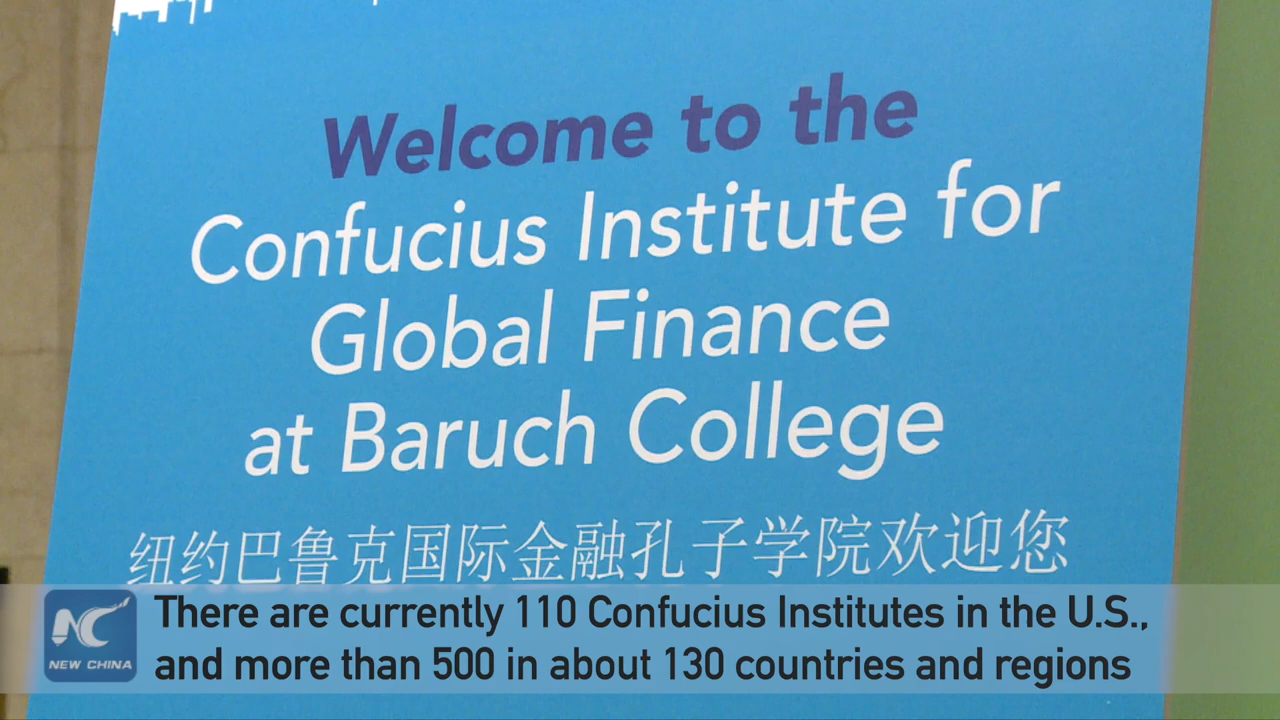 Welcome to the
Confucius Institute for
Global Finance
at Baruch College
纽约巴鲁克国际金融孔子学院欢迎您
There are currently 110 Confucius Institutes in the U.S.,
and more than 500 in about 130 countries and regions
NC
NEW CHINA